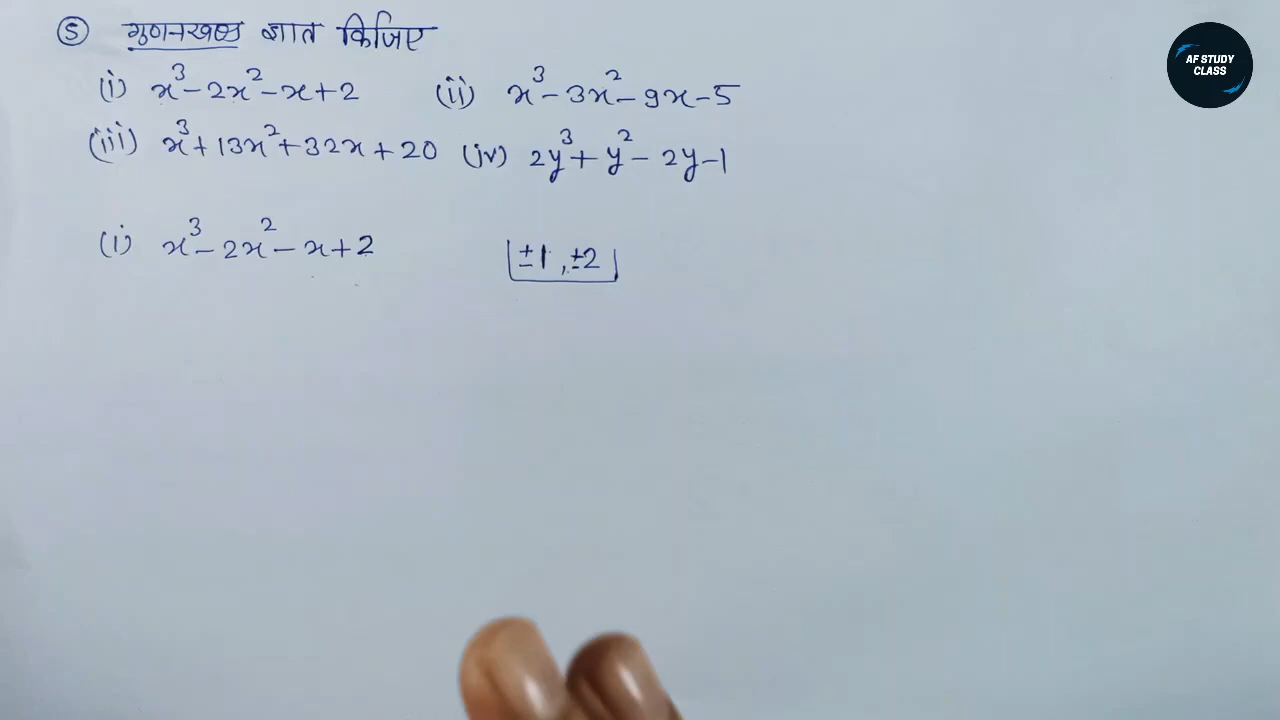 ⑤ गुणनखण्ड ज्ञात किजिए
(i) x³-2x²-x+2 (ii) x³-3x²-9x-5
(iii) x³+13x²+32x+20 (iv) 2y³+y²-2y-1
(i) x³-2x²-x+2 ±1, ±2
AF STUDY
CLASS